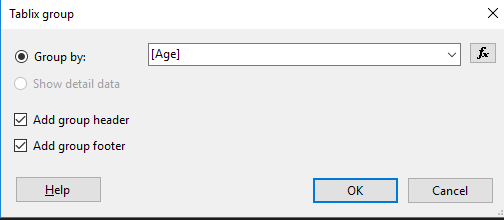 Tablix group
Group by:
[Age]
fx
Show detail data
Add group header
Add group footer
Help
OK
Cancel